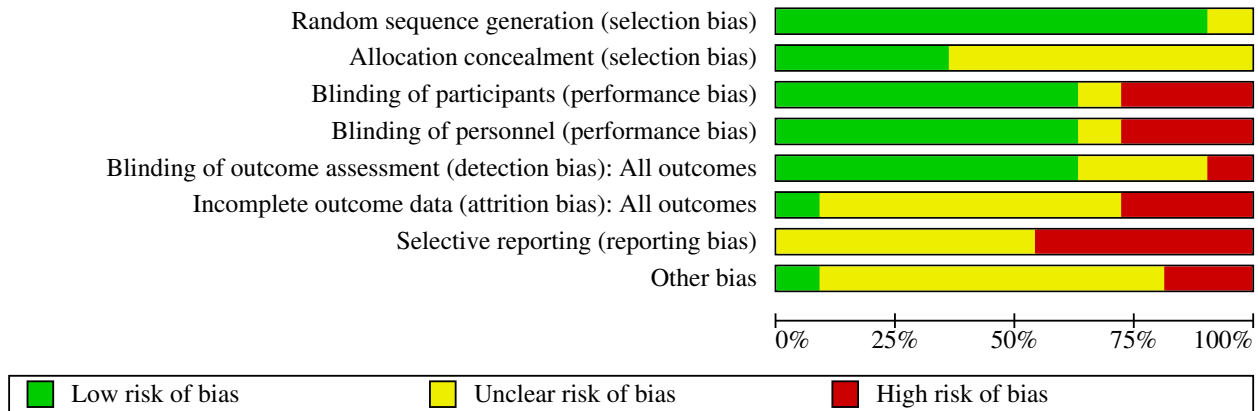 Random sequence generation (selection bias)
Allocation concealment (selection bias)
Blinding of participants (performance bias)
Blinding of personnel (performance bias)
Blinding of outcome assessment (detection bias): All outcomes
Incomplete outcome data (attrition bias): All outcomes
Selective reporting (reporting bias)
Other bias
0% 25% 50% 75% 100%
Low risk of bias Unclear risk of bias High risk of bias